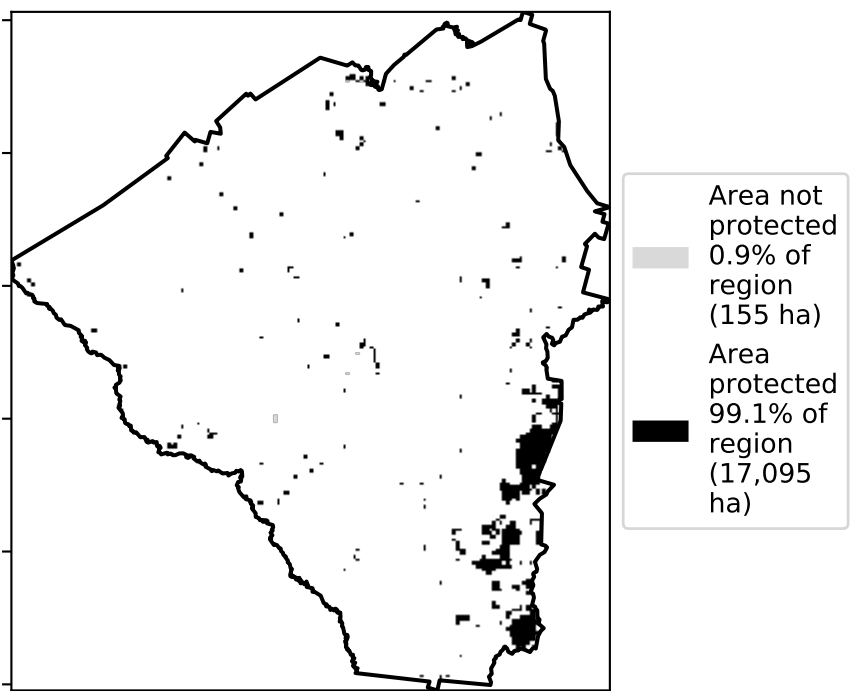 Area not
protected
0.9% of
region
(155 ha)
Area
protected
99.1% of
region
(17,095
ha)